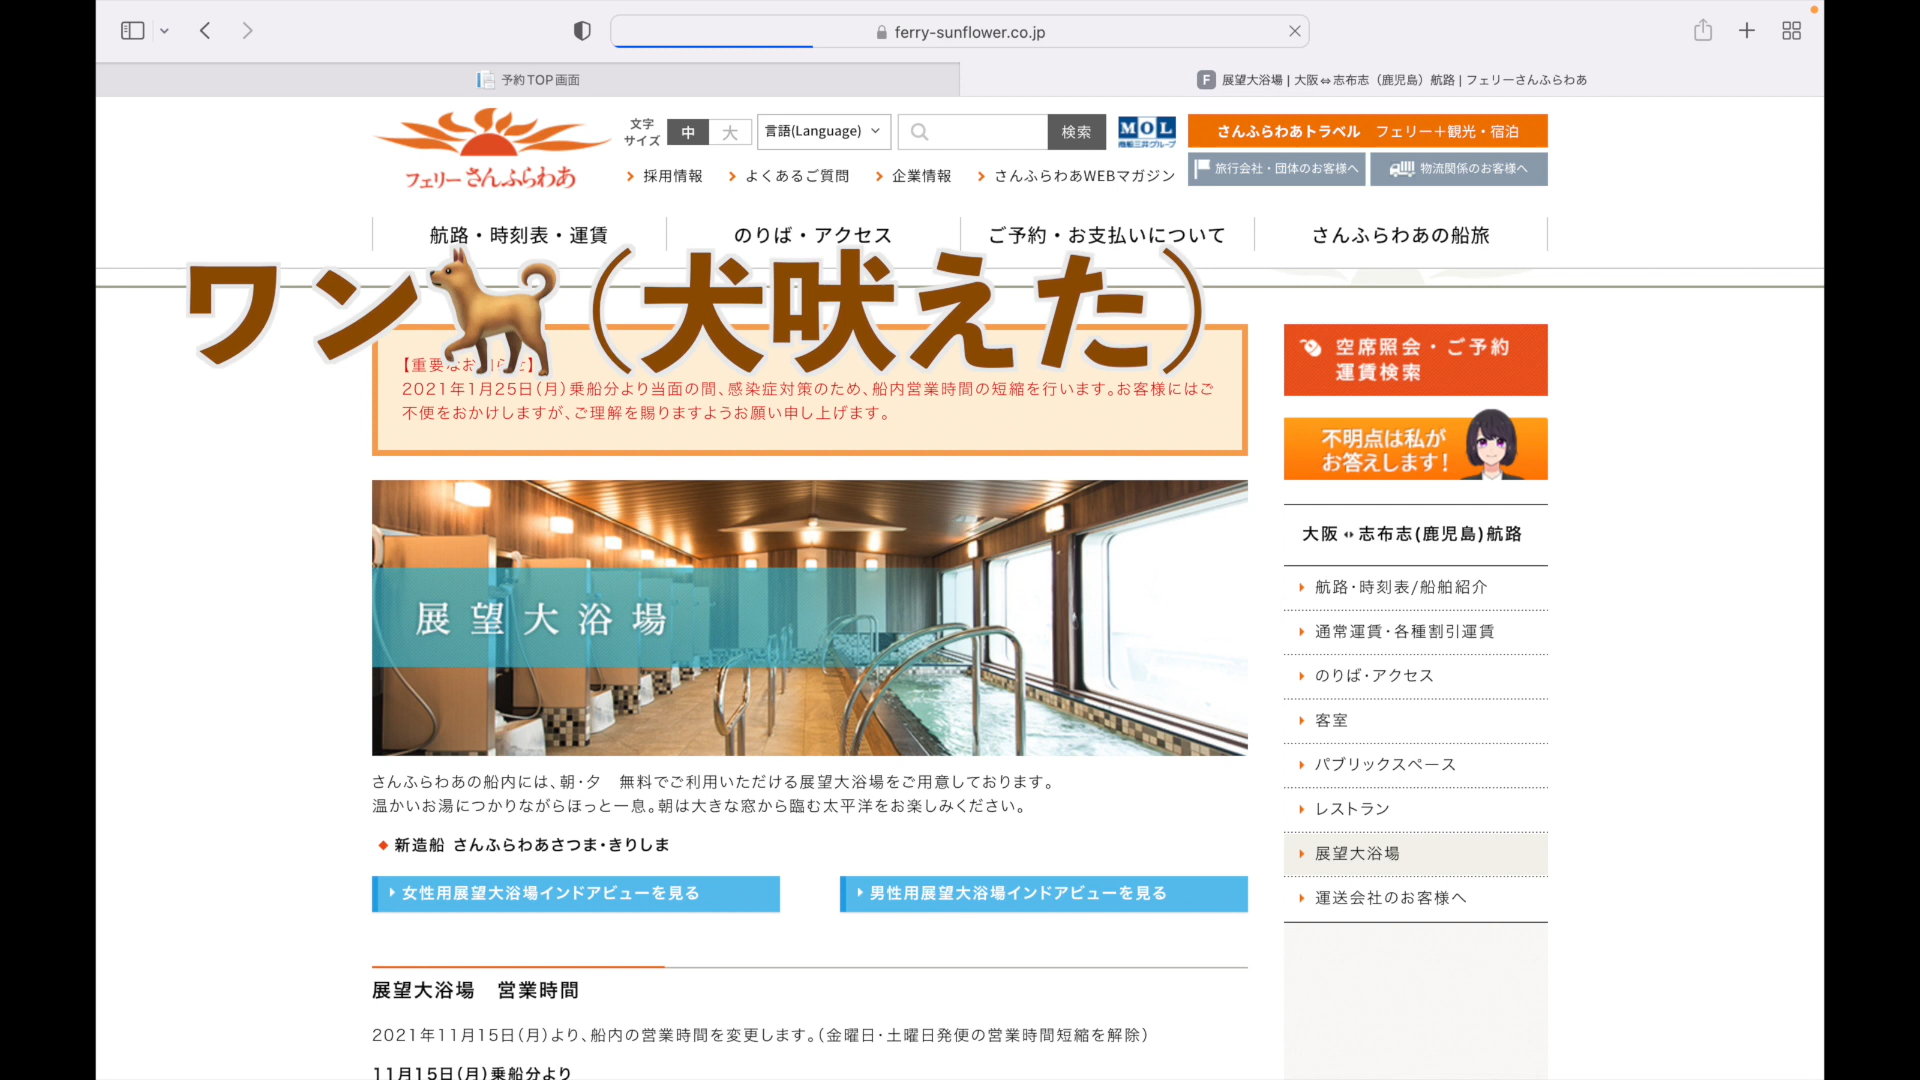 ferry-sunflower.co.jp
予約TOP画面
展望大浴場 | 大阪⇔志布志（鹿児島）航路 | フェリーさんふらわあ
フェリーさんふらわあ
文字サイズ
中
大
言語(Language)
検索
MOL
商船三井グループ
さんふらわあトラベル フェリー＋観光・宿泊
旅行会社・団体のお客様へ
物流関係のお客様へ
採用情報
よくあるご質問
企業情報
さんふらわあWEBマガジン
航路・時刻表・運賃
のりば・アクセス
ご予約・お支払いについて
さんふらわあの船旅
ワン🐕（犬吠えた）
【重要なお知らせ】
2021年1月25日（月）乗船分より当面の間、感染症対策のため、船内営業時間の短縮を行います。お客様にはご
不便をおかけしますが、ご理解を賜りますようお願い申し上げます。
展望大浴場
さんふらわあの船内には、朝・夕　無料でご利用いただける展望大浴場をご用意しております。
温かいお湯につかりながらほっと一息。朝は大きな窓から臨む太平洋をお楽しみください。
新造船 さんふらわあさつま・きりしま
女性用展望大浴場インドアビューを見る
男性用展望大浴場インドアビューを見る
展望大浴場　営業時間
2021年11月15日（月）より、船内の営業時間を変更します。（金曜日・土曜日発便の営業時間短縮を解除）
11月15日（月）乗船分より
空席照会・ご予約
運賃検索
不明点は私が
お答えします！
大阪⇔志布志(鹿児島)航路
航路・時刻表/船舶紹介
通常運賃・各種割引運賃
のりば・アクセス
客室
パブリックスペース
レストラン
展望大浴場
運送会社のお客様へ